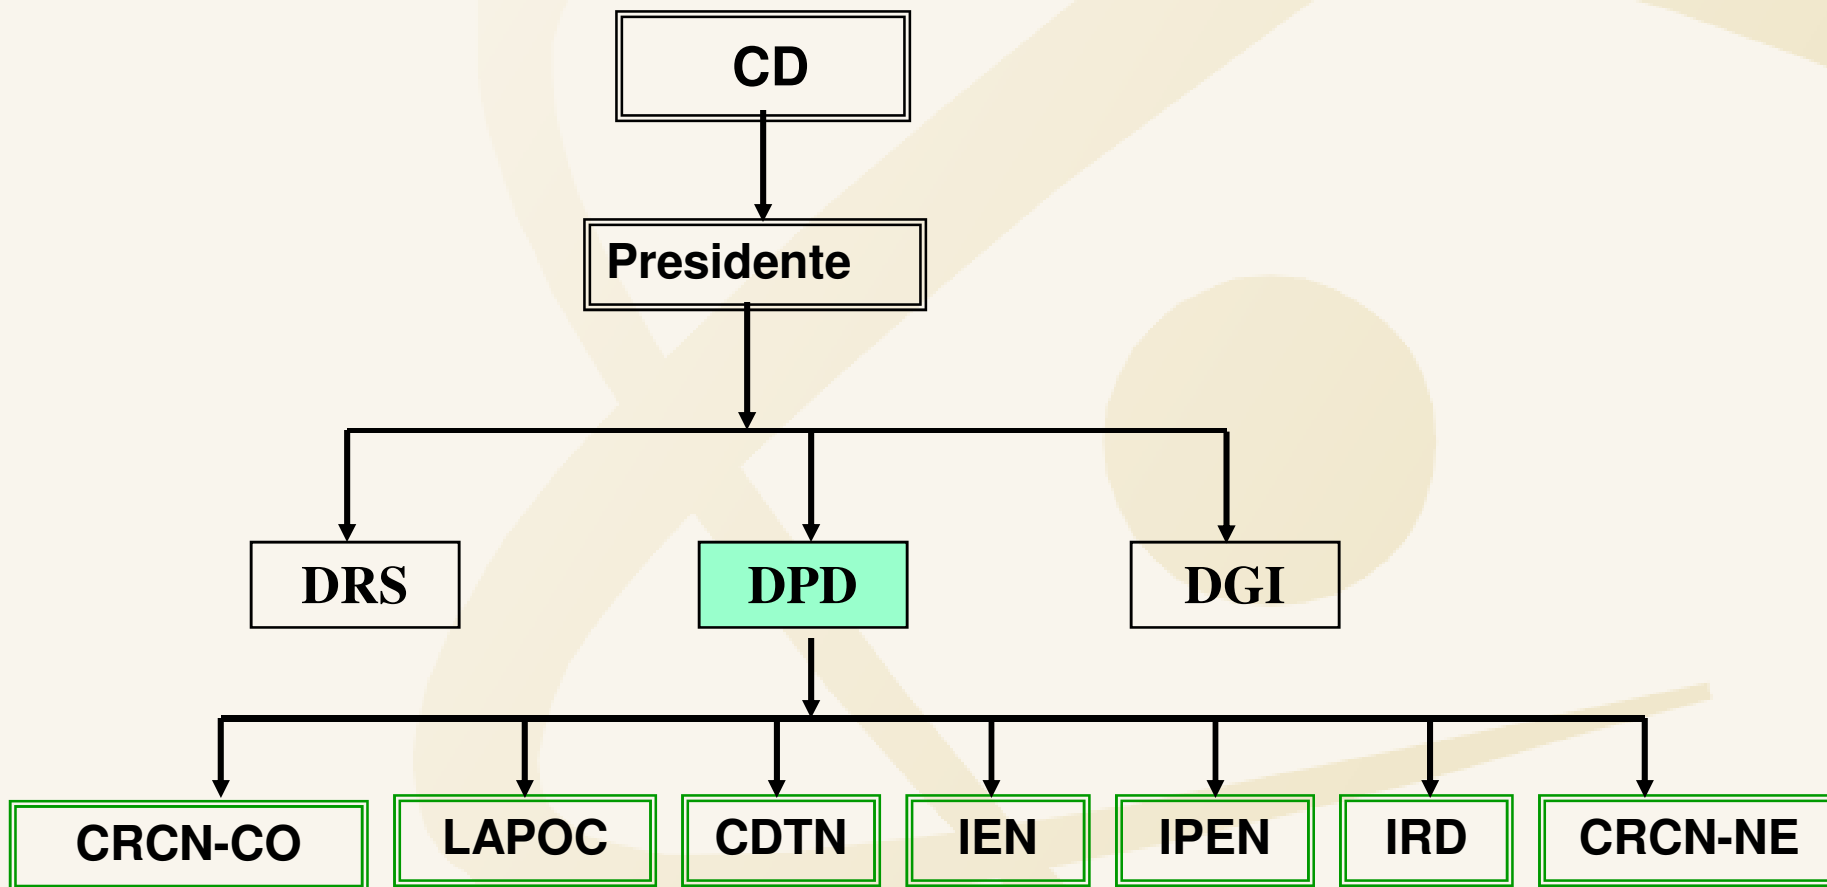 CD
Presidente
DRS
DPD
DGI
CRCN-CO
LAPOC
CDTN
IEN
IPEN
IRD
CRCN-NE